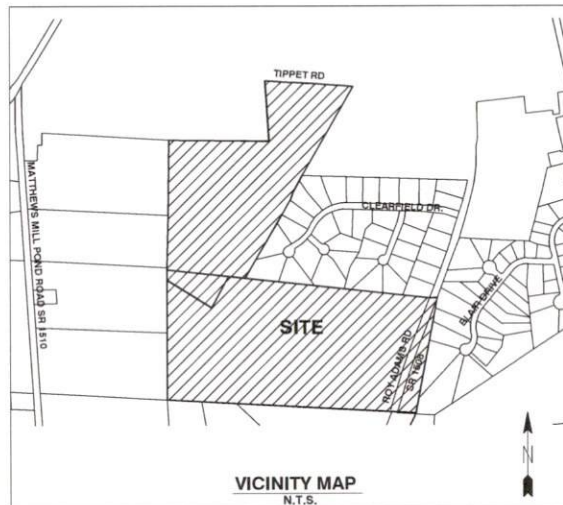 TIPPET RD
CLEARFIELD DR.
MATTHEWS MILL POND ROAD SR 1510
SITE
BLAIR DRIVE
ROY ADAMS RD
SR 1508
N
VICINITY MAP
N.T.S.